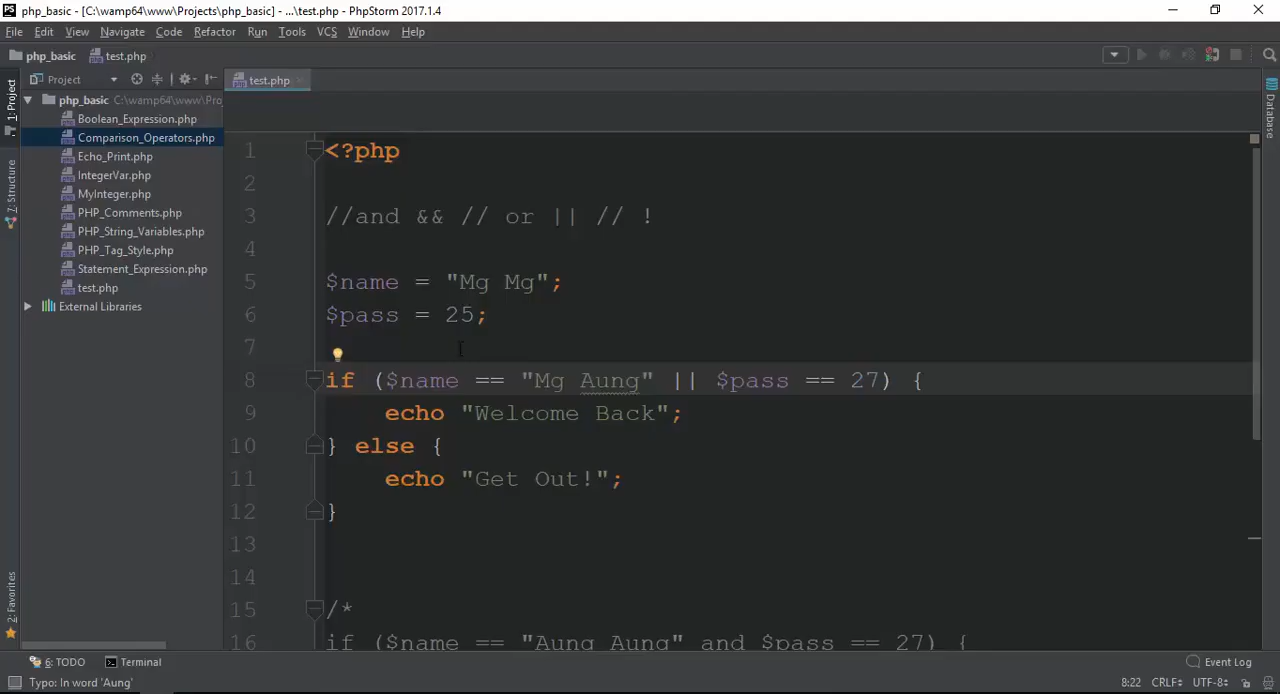 php_basic - [C:\wamp64\www\Projects\php_basic] - ...\test.php - PhpStorm 2017.1.4
File Edit View Navigate Code Refactor Run Tools VCS Window Help
php_basic test.php
1: Project
Project
test.php
php_basic C:\wamp64\www\Pro
Boolean_Expression.php
Comparison_Operators.php
Echo_Print.php
IntegerVar.php
MyInteger.php
PHP_Comments.php
PHP_String_Variables.php
PHP_Tag_Style.php
Statement_Expression.php
test.php
External Libraries
7: Structure
2: Favorites
Database
1 <?php
2
3 //and && // or || // !
4
5 $name = "Mg Mg";
6 $pass = 25;
7
8 if ($name == "Mg Aung" || $pass == 27) {
9 echo "Welcome Back";
10 } else {
11 echo "Get Out!";
12 }
13
14
15 /*
16 if ($name == "Aung Aung" and $pass == 27) {
6: TODO Terminal Event Log
Typo: In word 'Aung' 8:22 CRLF UTF-8